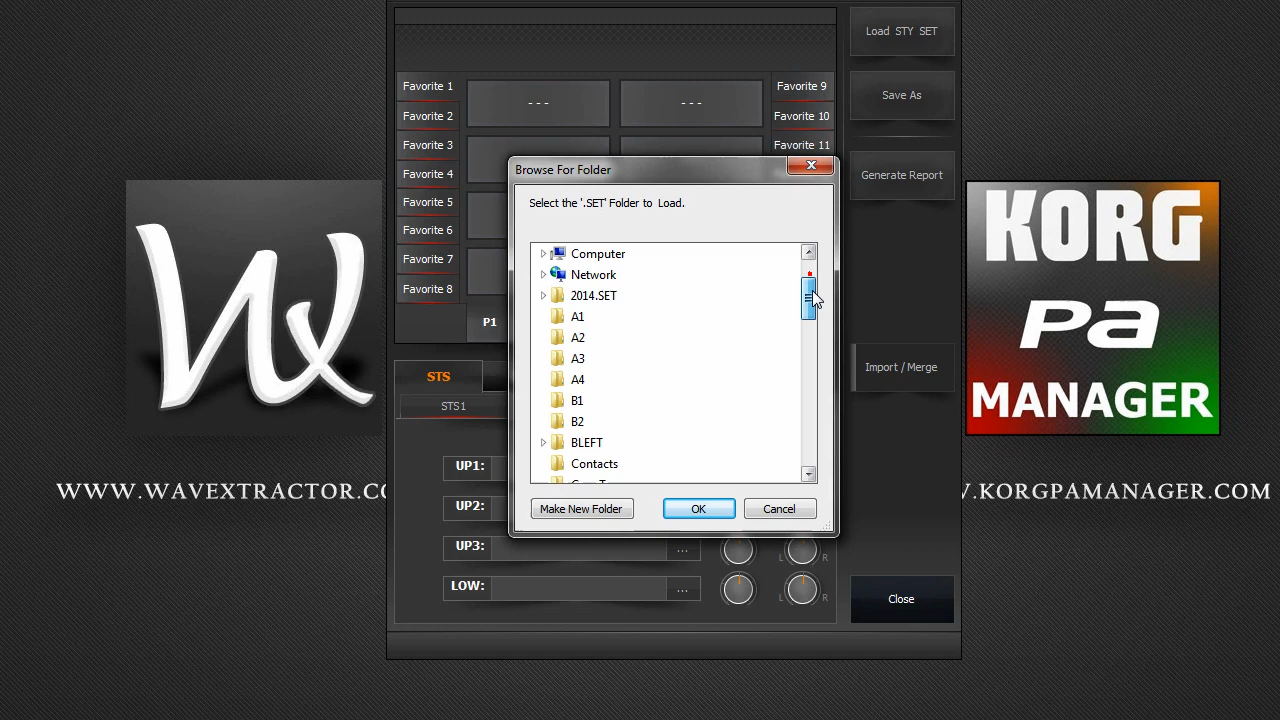 Load STY SET
Favorite 1
- - -
- - -
Favorite 9
Save As
Favorite 2
Favorite 10
Favorite 3
Favorite 11
Favorite 4
Generate Report
Favorite 5
Favorite 6
Favorite 7
Favorite 8
P1
Browse For Folder
Select the '.SET' Folder to Load.
Computer
Network
2014.SET
A1
A2
A3
A4
B1
B2
BLEFT
Contacts
Make New Folder
OK
Cancel
STS
STS1
UP1:
UP2:
UP3:
...
L
R
LOW:
...
L
R
Import / Merge
Close
W
WWW.WAVEXTRACTOR.CO
KORG
Pa
MANAGER
W.KORGPAMANAGER.COM